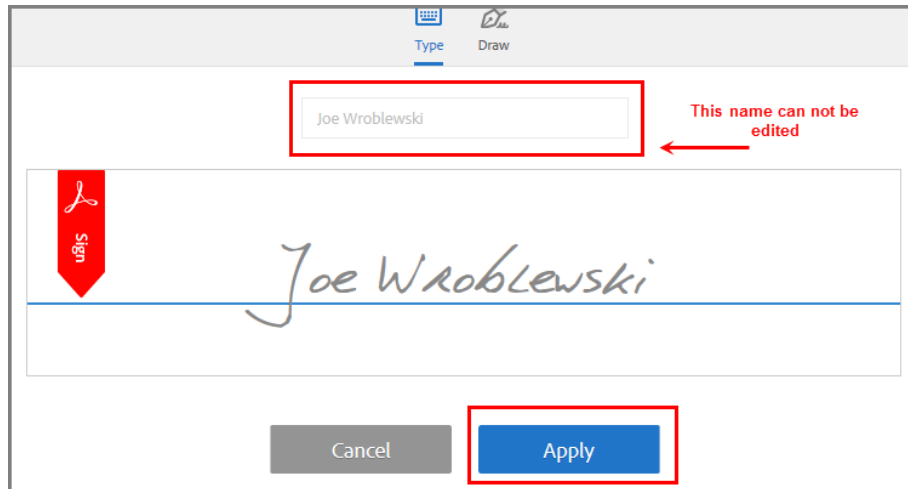 Type Draw
Joe Wroblewski
This name can not be
edited
Sign
Joe Wroblewski
Cancel Apply